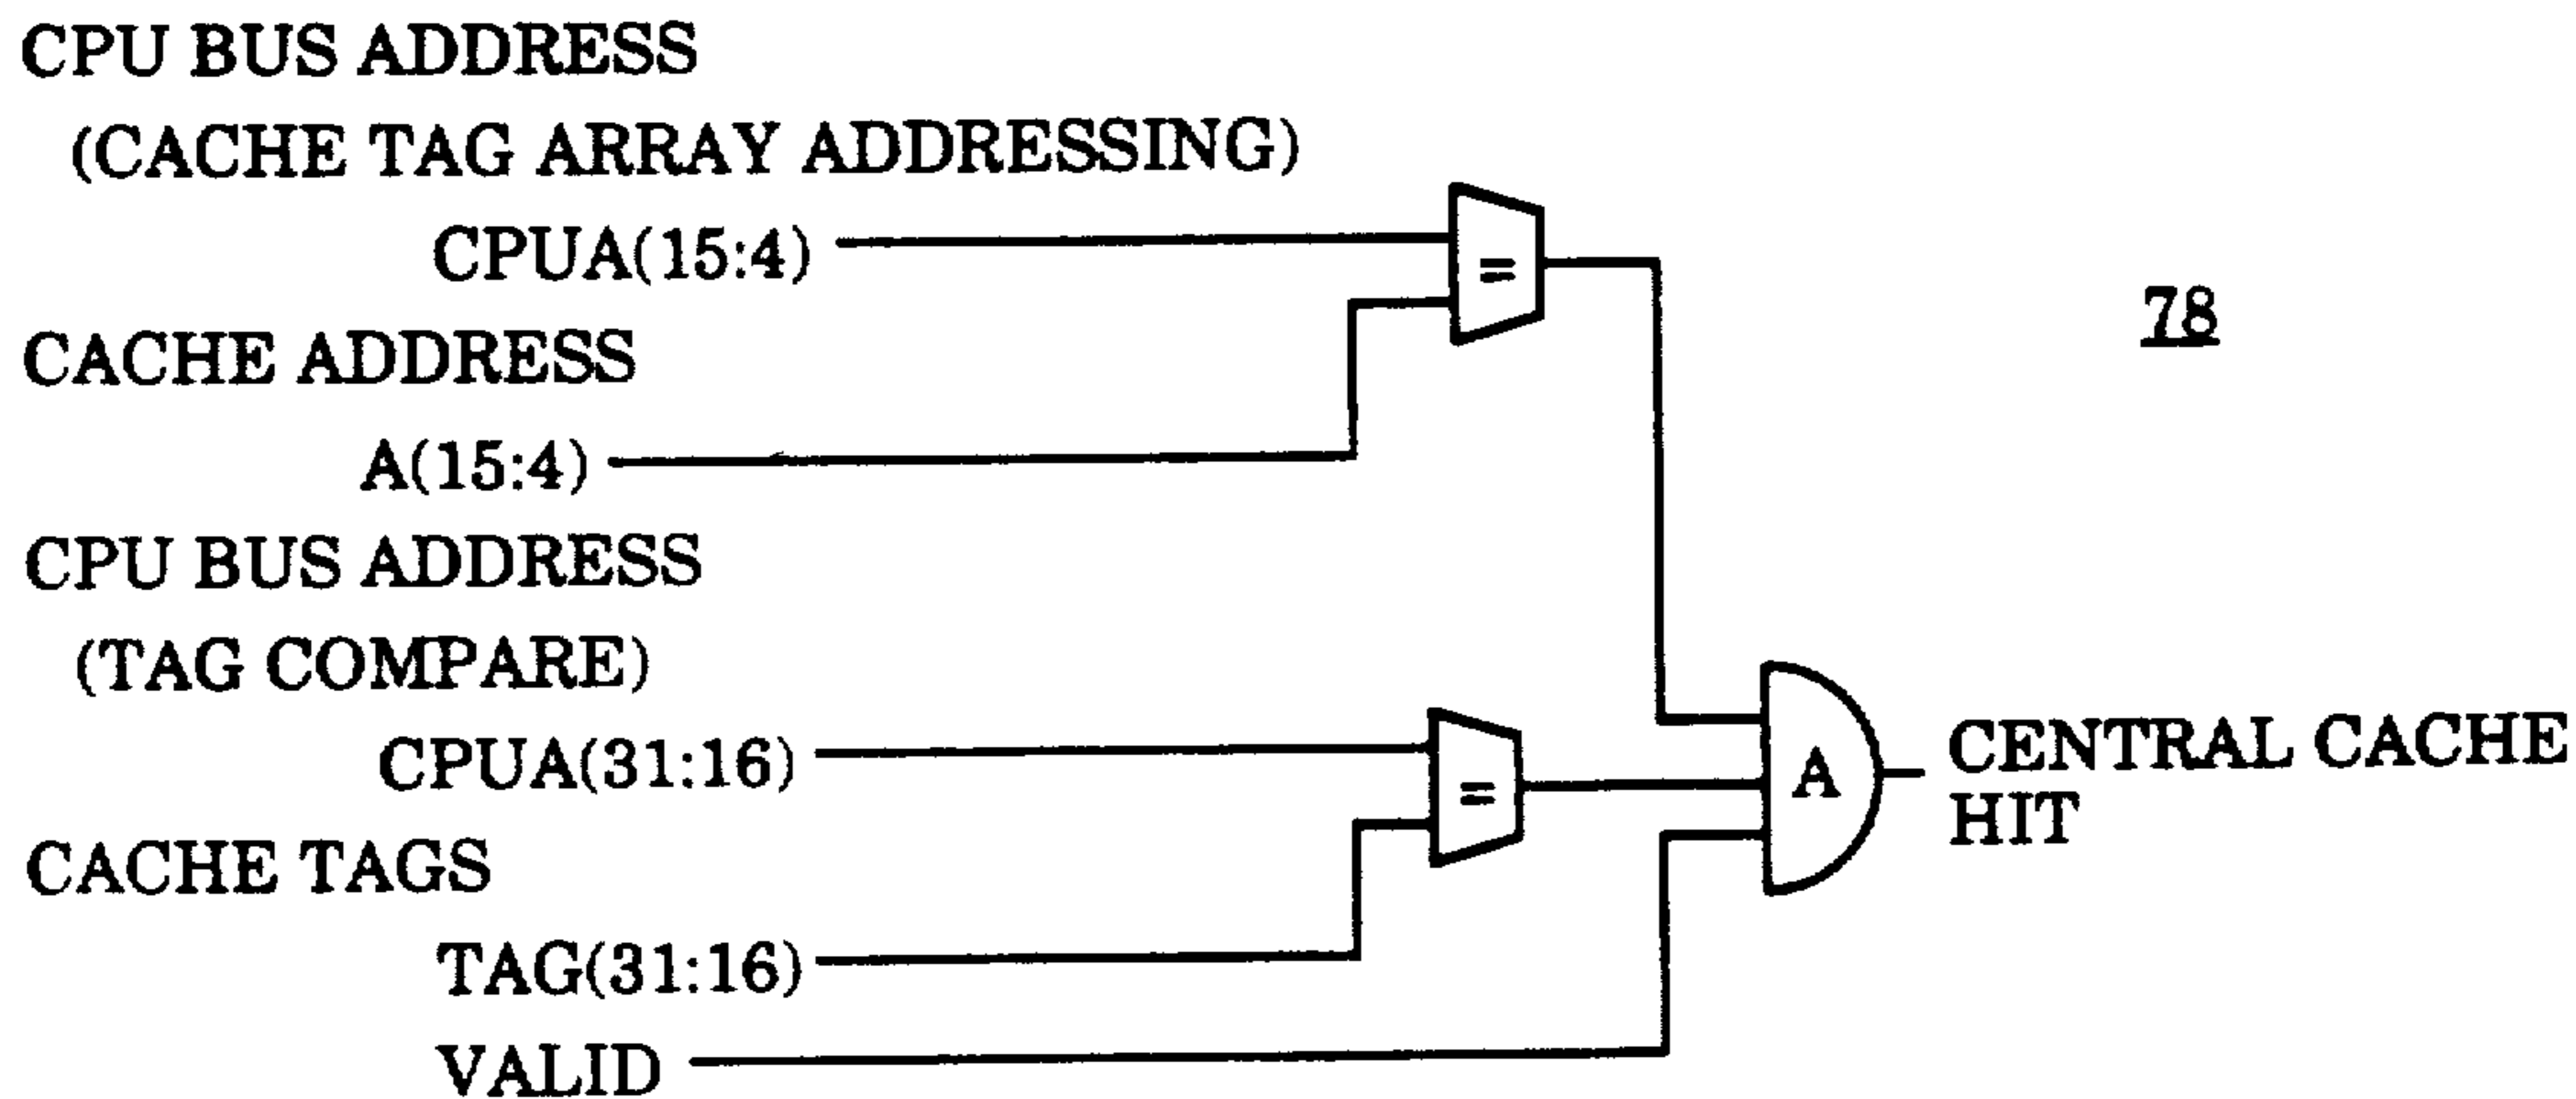 CPU BUS ADDRESS
(CACHE TAG ARRAY ADDRESSING)
CPUA(15:4)
=
78
CACHE ADDRESS
A(15:4)
CPU BUS ADDRESS
(TAG COMPARE)
CPUA(31:16)
=
A
CENTRAL CACHE
HIT
CACHE TAGS
TAG(31:16)
VALID